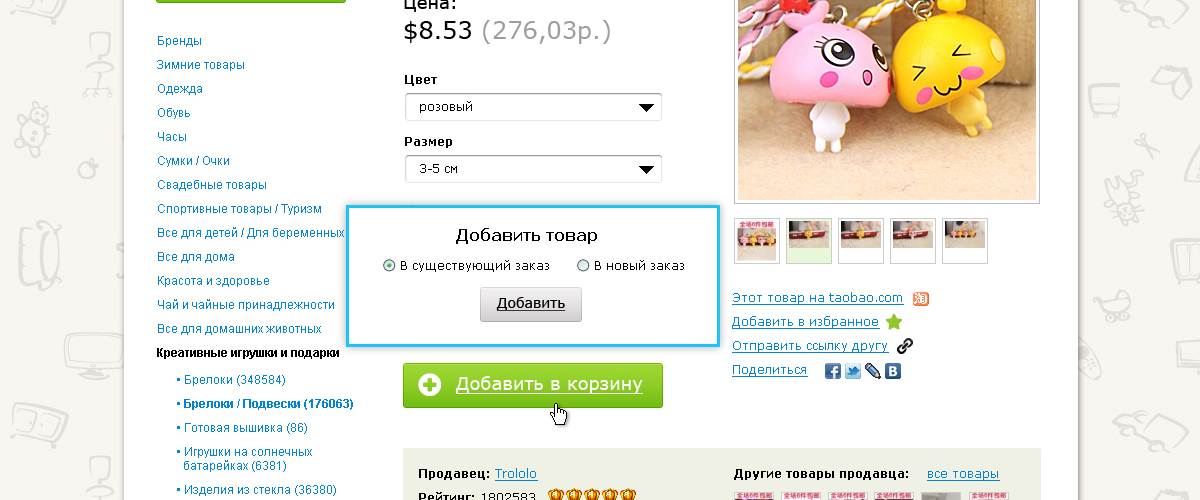 Цена:
$8.53 (276,03р.)
Бренды
Зимние товары
Одежда
Обувь
Часы
Сумки / Очки
Свадебные товары
Спортивные товары / Туризм
Все для детей / Для беременных
Все для дома
Красота и здоровье
Чай и чайные принадлежности
Все для домашних животных
Креативные игрушки и подарки
• Брелоки (348584)
• Брелоки / Подвески (176063)
• Готовая вышивка (86)
• Игрушки на солнечных
батарейках (6381)
• Изделия из стекла (36380)
Цвет
розовый
Размер
3-5 см
Добавить товар
В существующий заказ
В новый заказ
Добавить
Добавить в корзину
Этот товар на taobao.com
淘
Добавить в избранное
Отправить ссылку другу
Поделиться
Продавец: Trololo
Рейтинг: 1802583
Другие товары продавца: все товары